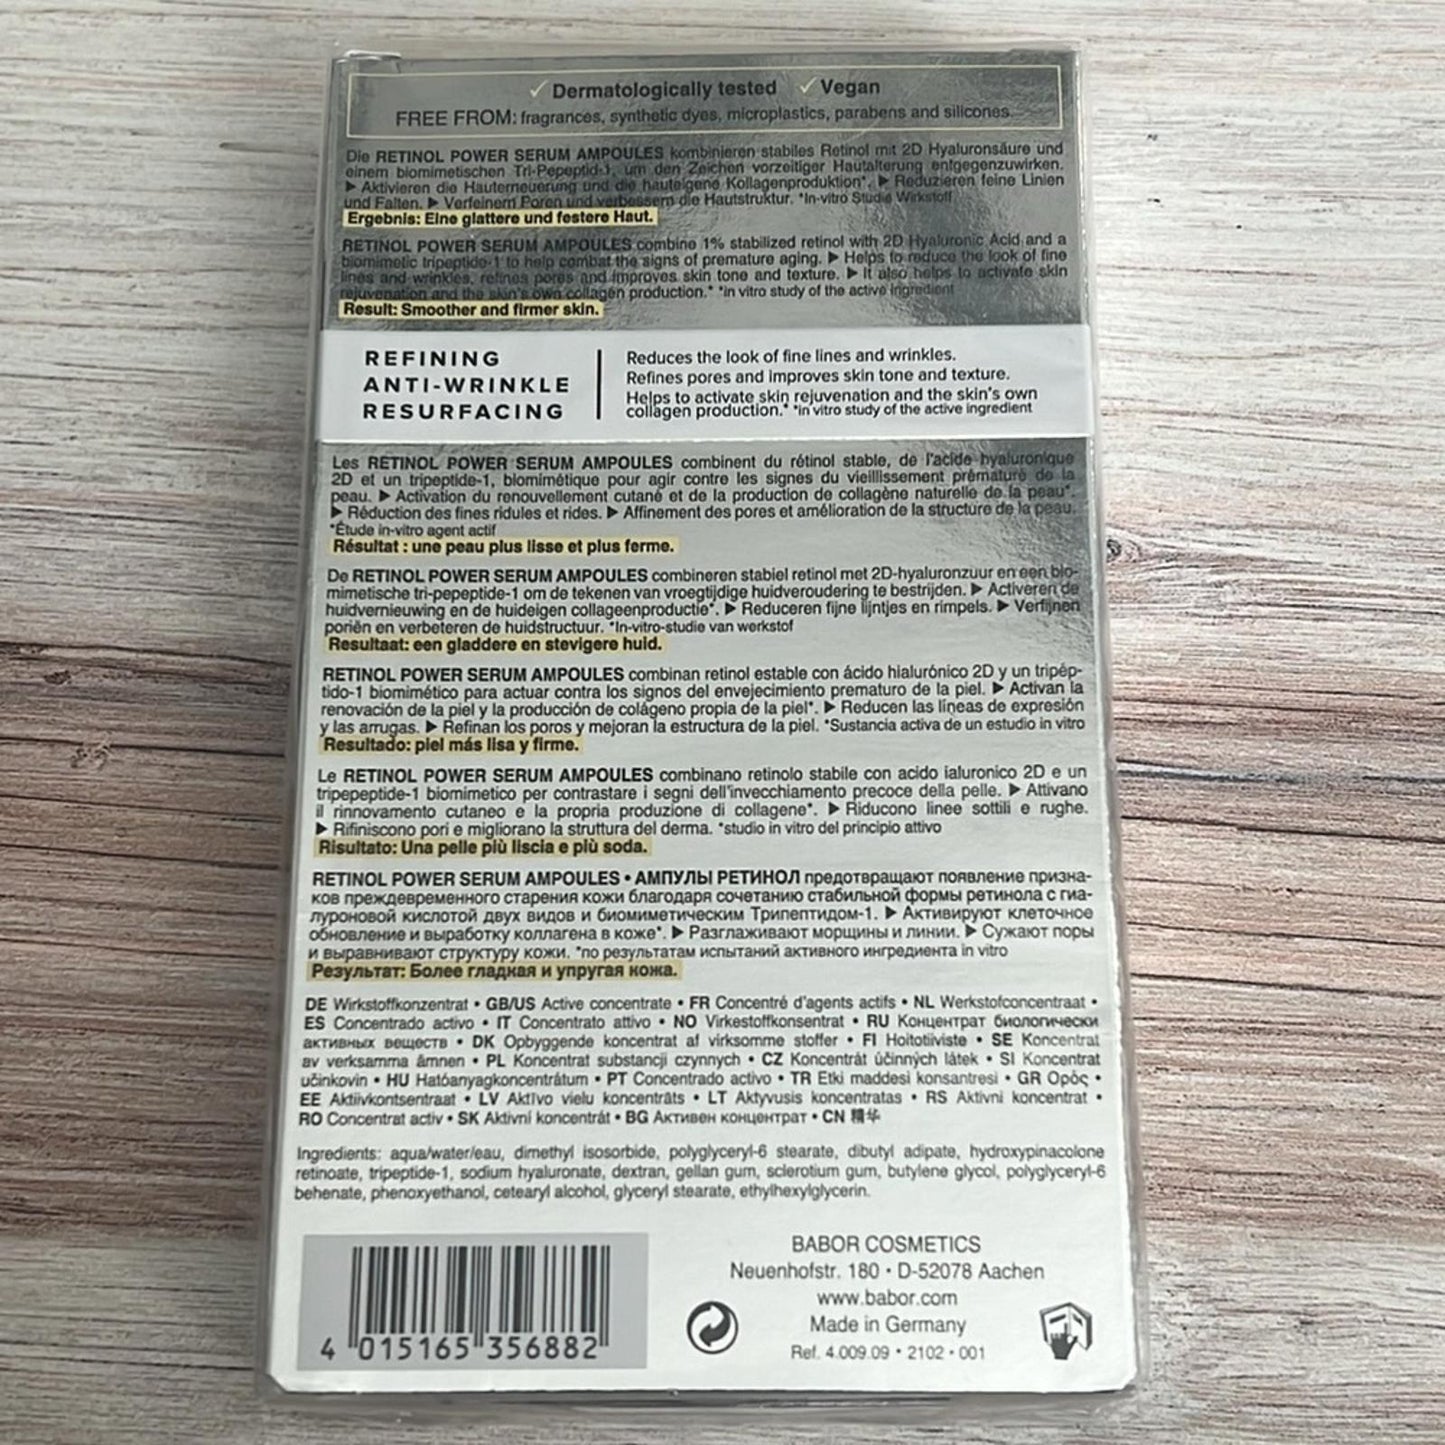 ✓ Dermatologically tested ✓ Vegan
FREE FROM: fragrances, synthetic dyes, microplastics, parabens and silicones.
Die RETINOL POWER SERUM AMPOULES kombinieren stabiles Retinol mit 2D Hyaluronsäure und
einem biomimetischen Tri-Pepeptid-1, um den Zeichen vorzeitiger Hautalterung entgegenzuwirken.
▶ Aktivieren die Hauterneuerung und die hauteigene Kollagenproduktion*. ▶ Reduzieren feine Linien
und Falten. ▶ Verfeinern Poren und verbessern die Hautstruktur. *In-vitro Studie Wirkstoff
Ergebnis: Eine glattere und festere Haut.
RETINOL POWER SERUM AMPOULES combine 1% stabilized retinol with 2D Hyaluronic Acid and a
biomimetic tripeptide-1 to help combat the signs of premature aging. ▶ Helps to reduce the look of fine
lines and wrinkles, refines pores and improves skin tone and texture. ▶ It also helps to activate skin
rejuvenation and the skin's own collagen production.* *in vitro study of the active ingredient
Result: Smoother and firmer skin.
REFINING
ANTI-WRINKLE
RESURFACING
Reduces the look of fine lines and wrinkles.
Refines pores and improves skin tone and texture.
Helps to activate skin rejuvenation and the skin's own
collagen production.* *in vitro study of the active ingredient
Les RETINOL POWER SERUM AMPOULES combinent du rétinol stable, de l'acide hyaluronique
2D et un tripeptide-1, biomimétique pour agir contre les signes du vieillissement prématuré de la
peau. ▶ Activation du renouvellement cutané et de la production de collagène naturelle de la peau*.
▶ Réduction des fines ridules et rides. ▶ Affinement des pores et amélioration de la structure de la peau.
*Étude in-vitro agent actif
Résultat : une peau plus lisse et plus ferme.
De RETINOL POWER SERUM AMPOULES combineren stabiel retinol met 2D-hyaluronzuur en een bio-
mimetische tri-pepeptide-1 om de tekenen van vroegtijdige huidveroudering te bestrijden. ▶ Activeren de
huidvernieuwing en de huideigen collageenproductie*. ▶ Reduceren fijne lijntjes en rimpels. ▶ Verfijnen
poriën en verbeteren de huidstructuur. *In-vitro-studie van werkstof
Resultaat: een gladdere en stevigere huid.
RETINOL POWER SERUM AMPOULES combinan retinol estable con ácido hialurónico 2D y un tripép-
tido-1 biomimético para actuar contra los signos del envejecimiento prematuro de la piel. ▶ Activan la
renovación de la piel y la producción de colágeno propia de la piel*. ▶ Reducen las líneas de expresión
y las arrugas. ▶ Refinan los poros y mejoran la estructura de la piel. *Sustancia activa de un estudio in vitro
Resultado: piel más lisa y firme.
Le RETINOL POWER SERUM AMPOULES combinano retinolo stabile con acido ialuronico 2D e un
tripepeptide-1 biomimetico per contrastare i segni dell'invecchiamento precoce della pelle. ▶ Attivano
il rinnovamento cutaneo e la propria produzione di collagene*. ▶ Riducono linee sottili e rughe.
▶ Rifiniscono pori e migliorano la struttura del derma. *studio in vitro del principio attivo
Risultato: Una pelle più liscia e più soda.
RETINOL POWER SERUM AMPOULES • АМПУЛЫ РЕТИНОЛ предотвращают появление призна-
ков преждевременного старения кожи благодаря сочетанию стабильной формы ретинола с гиа-
луроновой кислотой двух видов и биомиметическим Трипептидом-1. ▶ Активируют клеточное
обновление и выработку коллагена в коже*. ▶ Разглаживают морщины и линии. ▶ Сужают поры
и выравнивают структуру кожи. *по результатам испытаний активного ингредиента in vitro
Результат: Более гладкая и упругая кожа.
DE Wirkstoffkonzentrat • GB/US Active concentrate • FR Concentré d'agents actifs • NL Werkstofconcentraat •
ES Concentrado activo • IT Concentrato attivo • NO Virkestoffkonsentrat • RU Концентрат биологически
активных веществ • DK Opbyggende koncentrat af virksomme stoffer • FI Hoitotiiviste • SE Koncentrat
av verksamma ämnen • PL Koncentrat substancji czynnych • CZ Koncentrát účinných látek • SI Koncentrat
učinkovin • HU Hatóanyagkoncentrátum • PT Concentrado activo • TR Etki maddesi konsantresi • GR Ορός •
EE Aktiivkontsentraat • LV Aktīvo vielu koncentrāts • LT Aktyvusis koncentratas • RS Aktivni koncentrat •
RO Concentrat activ • SK Aktívní koncentrát • BG Активен концентрат • CN 精华
Ingredients: aqua/water/eau, dimethyl isosorbide, polyglyceryl-6 stearate, dibutyl adipate, hydroxypinacolone
retinoate, tripeptide-1, sodium hyaluronate, dextran, gellan gum, sclerotium gum, butylene glycol, polyglyceryl-6
behenate, phenoxyethanol, cetearyl alcohol, glyceryl stearate, ethylhexylglycerin.
BABOR COSMETICS
Neuenhofstr. 180 • D-52078 Aachen
www.babor.com
Made in Germany
Ref. 4.009.09 • 2102 • 001
4 015165 356882